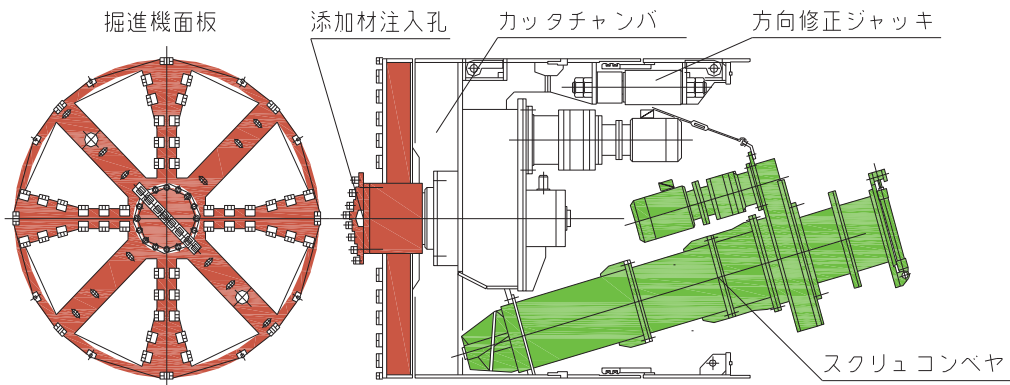 掘進機面板
添加材注入孔
カッタチャンバ
方向修正ジャッキ
スクリュコンベヤ